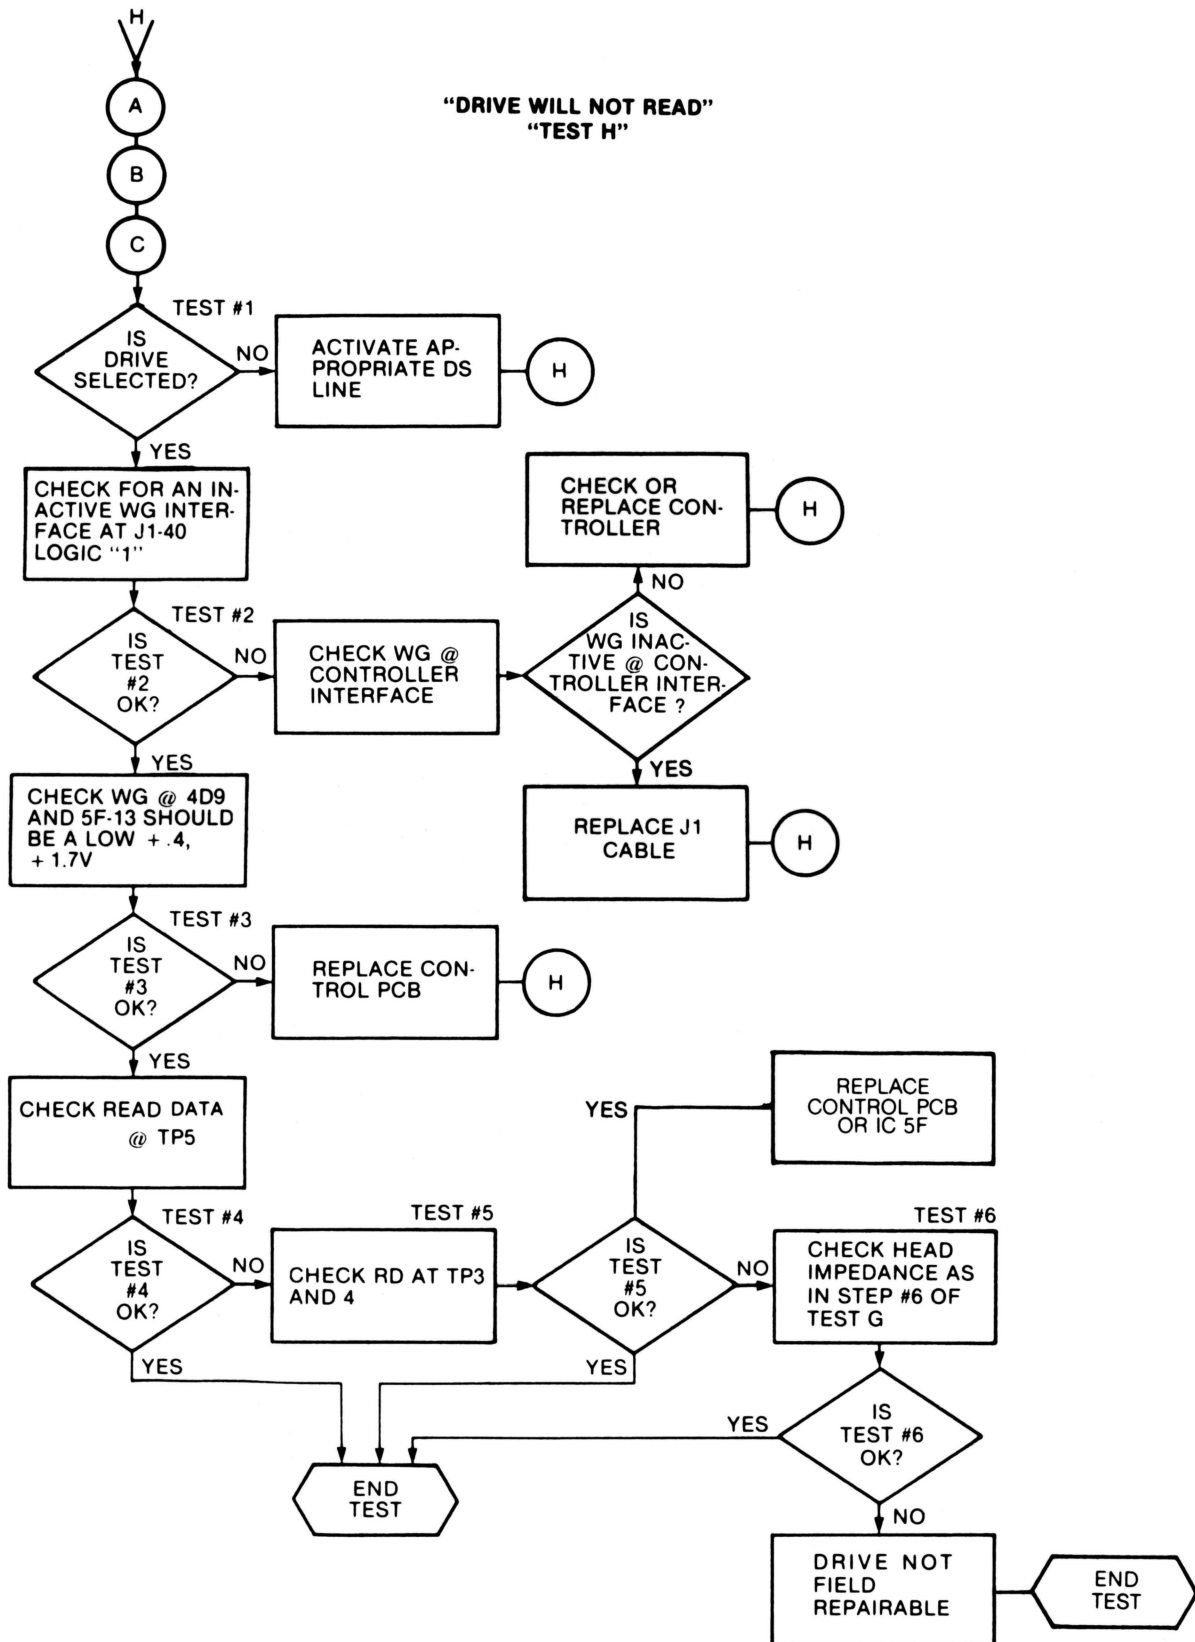 H
"DRIVE WILL NOT READ"
"TEST H"
A
B
C
TEST #1
IS
DRIVE
SELECTED?
NO
ACTIVATE AP-
PROPRIATE DS
LINE
H
YES
CHECK FOR AN IN-
ACTIVE WG INTER-
FACE AT J1-40
LOGIC "1"
CHECK OR
REPLACE CON-
TROLLER
H
NO
TEST #2
IS
TEST
#2
OK?
NO
CHECK WG @
CONTROLLER
INTERFACE
IS
WG INAC-
TIVE @ CON-
TROLLER INTER-
FACE ?
YES
YES
CHECK WG @ 4D9
AND 5F-13 SHOULD
BE A LOW + .4,
+ 1.7V
REPLACE J1
CABLE
H
TEST #3
IS
TEST
#3
OK?
NO
REPLACE CON-
TROL PCB
H
YES
CHECK READ DATA
@ TP5
YES
REPLACE
CONTROL PCB
OR IC 5F
TEST #4
IS
TEST
#4
OK?
NO
TEST #5
CHECK RD AT TP3
AND 4
IS
TEST
#5
OK?
NO
TEST #6
CHECK HEAD
IMPEDANCE AS
IN STEP #6 OF
TEST G
YES
YES
YES
IS
TEST #6
OK?
END
TEST
NO
DRIVE NOT
FIELD
REPAIRABLE
END
TEST